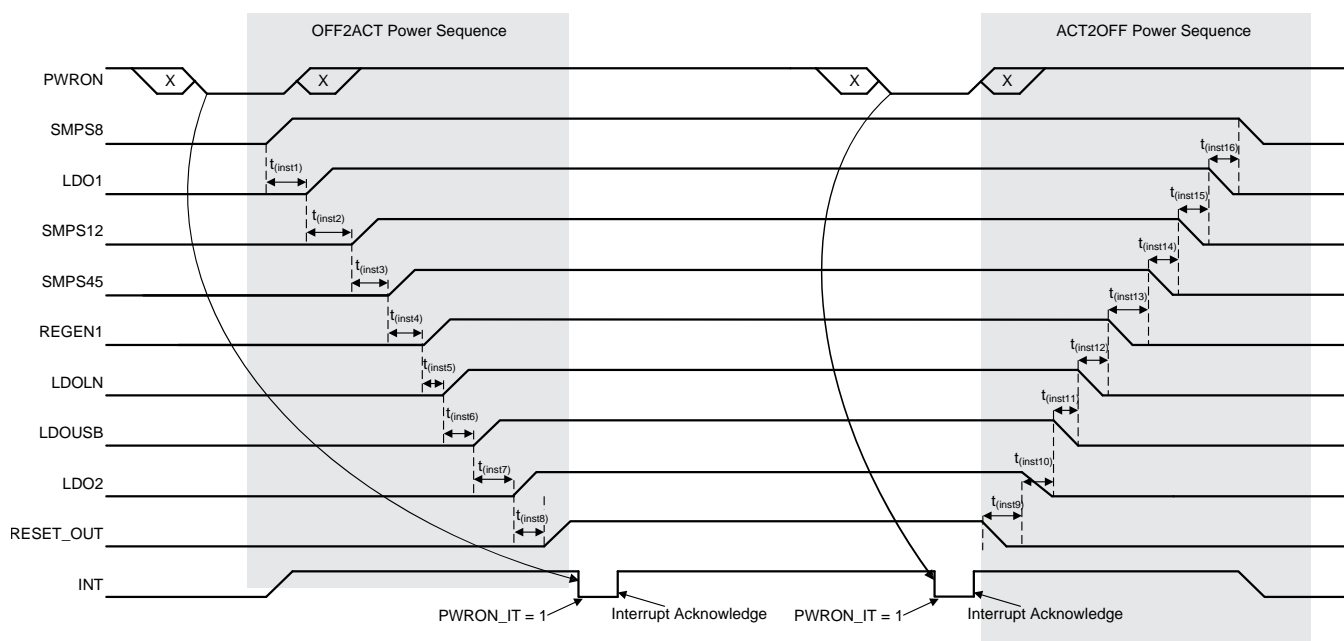 OFF2ACT Power Sequence
ACT2OFF Power Sequence
PWRON
X
X
X
X
SMPS8
t(inst1)
t(inst16)
LDO1
t(inst2)
t(inst15)
SMPS12
t(inst3)
t(inst14)
SMPS45
t(inst4)
t(inst13)
REGEN1
t(inst5)
t(inst12)
LDOLN
t(inst6)
t(inst11)
LDOUSB
t(inst7)
t(inst10)
LDO2
t(inst8)
t(inst9)
RESET_OUT
INT
PWRON_IT = 1
Interrupt Acknowledge
PWRON_IT = 1
Interrupt Acknowledge